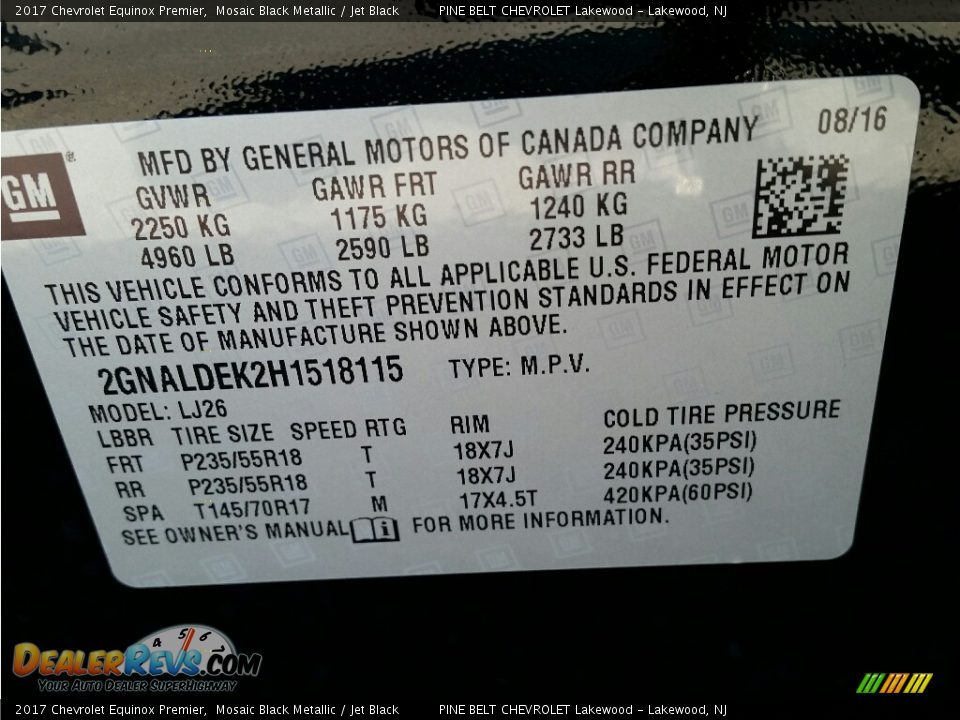 2017 Chevrolet Equinox Premier, Mosaic Black Metallic / Jet Black PINE BELT CHEVROLET Lakewood - Lakewood, NJ
08/16
GM ®
MFD BY GENERAL MOTORS OF CANADA COMPANY
GVWR GAWR FRT GAWR RR
2250 KG 1175 KG 1240 KG
4960 LB 2590 LB 2733 LB
THIS VEHICLE CONFORMS TO ALL APPLICABLE U.S. FEDERAL MOTOR
VEHICLE SAFETY AND THEFT PREVENTION STANDARDS IN EFFECT ON
THE DATE OF MANUFACTURE SHOWN ABOVE.
2GNALDEK2H1518115 TYPE: M.P.V.
MODEL: LJ26
LBBR TIRE SIZE SPEED RTG RIM COLD TIRE PRESSURE
FRT P235/55R18 T 18X7J 240KPA(35PSI)
RR P235/55R18 T 18X7J 240KPA(35PSI)
SPA T145/70R17 M 17X4.5T 420KPA(60PSI)
SEE OWNER'S MANUAL i FOR MORE INFORMATION.
4 5 6
DEALERREVS.COM
YOUR AUTO DEALER SUPERHIGHWAY
2017 Chevrolet Equinox Premier, Mosaic Black Metallic / Jet Black PINE BELT CHEVROLET Lakewood - Lakewood, NJ